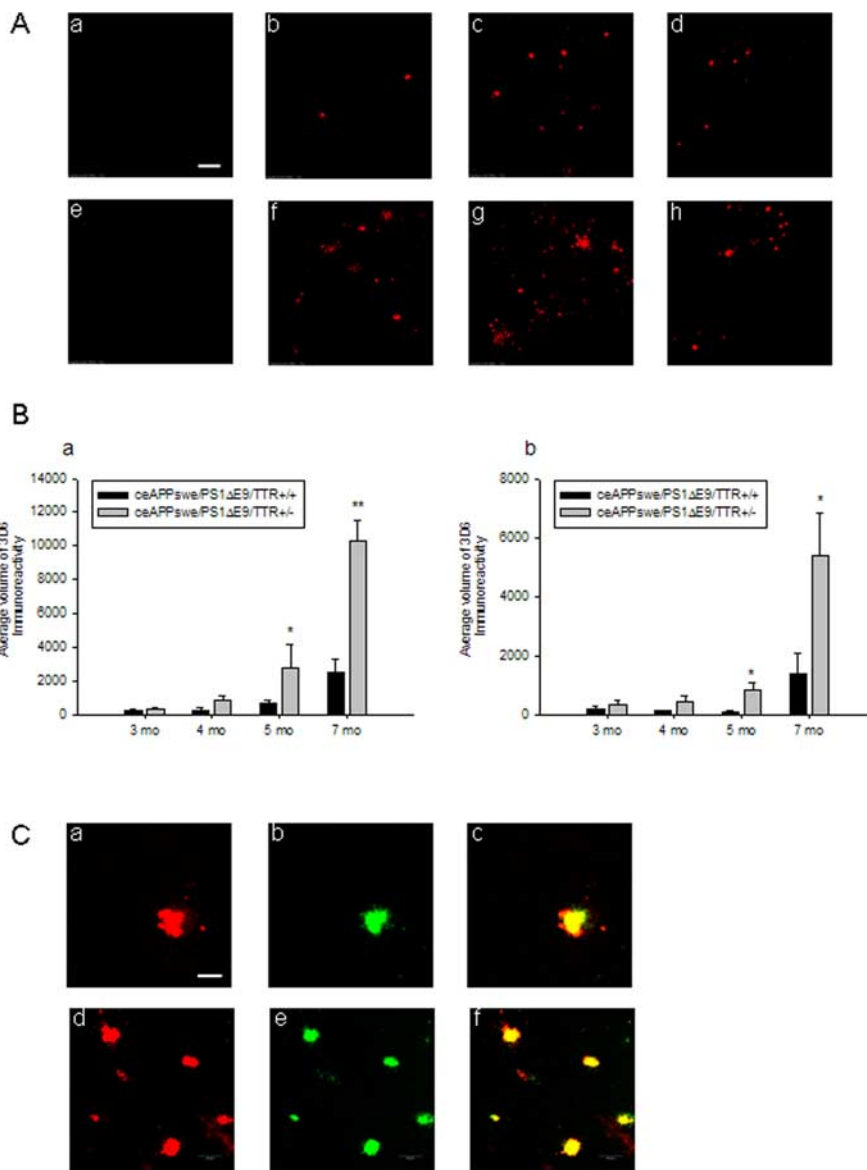 A
a
b
c
d
e
f
g
h
B
a
14000
12000
10000
8000
6000
4000
2000
0
Average volume of 3D6
Immunoreactivity
ceAPPswe/PS1ΔE9/TTR+/+
ceAPPswe/PS1ΔE9/TTR+/-
*
**
3 mo
4 mo
5 mo
7 mo
b
8000
6000
4000
2000
0
Average volume of 3D6
Immunoreactivity
ceAPPswe/PS1ΔE9/TTR+/+
ceAPPswe/PS1ΔE9/TTR+/-
*
*
3 mo
4 mo
5 mo
7 mo
C
a
b
c
d
e
f